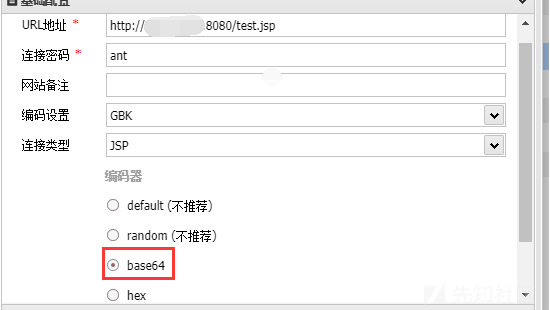 基础配置
URL地址 * http:// 8080/test.jsp
连接密码 * ant
网站备注
编码设置 GBK
连接类型 JSP
编码器
default (不推荐)
random (不推荐)
base64
hex
先知社区